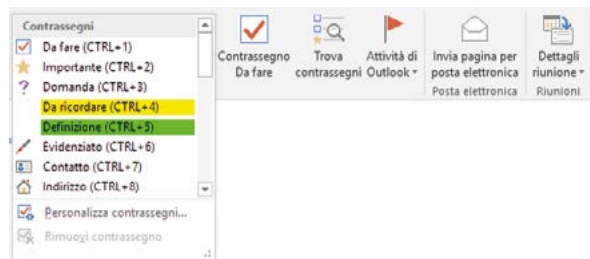 Contrassegni
Da fare (CTRL+1)
Importante (CTRL+2)
Domanda (CTRL+3)
Da ricordare (CTRL+4)
Definizione (CTRL+5)
Evidenziato (CTRL+6)
Contatto (CTRL+7)
Indirizzo (CTRL+8)
Personalizza contrassegni...
Rimuovi contrassegno
Contrassegno
Da fare
Trova
contrassegni
Attività di
Outlook
Invia pagina per
posta elettronica
Posta elettronica
Dettagli
riunione
Riunioni